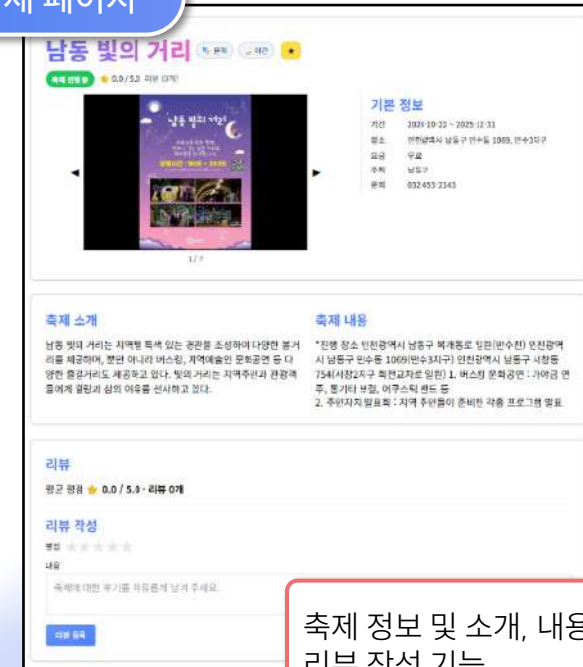 제 페이지
남동 빛의 거리 문화 야간 ★
축제 진행중 0.0 / 5.0 리뷰 (0개)
남동 빛의 거리
◀ ▶
기본 정보
기간
장소 인천광역시 남동구 만수동 1069, 만수3지구
요금 무료
주최 남동구
문의 032 453 2143
축제 소개
남동 빛의 거리는 지역별 특색 있는 경관을 조성하여 다양한 볼거
리를 제공하며, 뿐만 아니라 버스킹, 지역예술인 문화공연 등 다
양한 즐길거리도 제공하고 있다. 빛의 거리는 지역주민과 관광객
들에게 힐링과 삶의 여유를 선사하고 있다.
축제 내용
*진행 장소 인천광역시 남동구 복개동로 일원(만수천) 인천광역
시 남동구 만수동 1069(만수3지구) 인천광역시 남동구 서창동
754(서창2지구 회전교차로 일원) 1. 버스킹 문화공연 : 가야금 연
주, 통기타 보컬, 어쿠스틱 밴드 등
2. 주민자치 발표회 : 지역 주민들이 준비한 각종 프로그램 발표
리뷰
평균 평점 0.0 / 5.0 · 리뷰 0개
리뷰 작성
별점 ★★★★★
내용
축제에 대한 후기를 자유롭게 남겨 주세요.
리뷰 등록
축제 정보 및 소개, 내용
리뷰 작성 기능